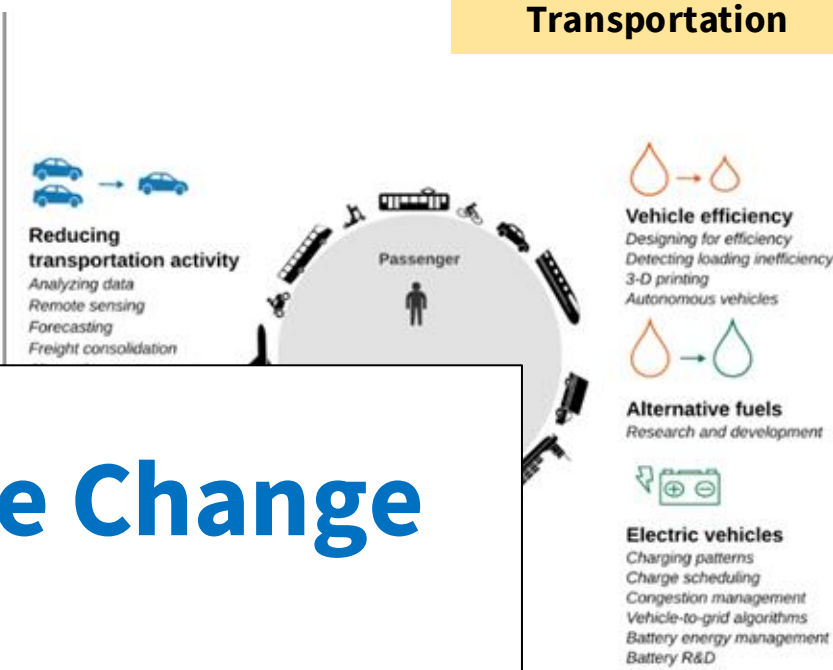 Transportation
Reducing
transportation activity
Analyzing data
Remote sensing
Forecasting
Freight consolidation
Passenger
Vehicle efficiency
Designing for efficiency
Detecting loading inefficiency
3-D printing
Autonomous vehicles
Alternative fuels
Research and development
Electric vehicles
Charging patterns
Charge scheduling
Congestion management
Vehicle-to-grid algorithms
Battery energy management
Battery R&D
e Change